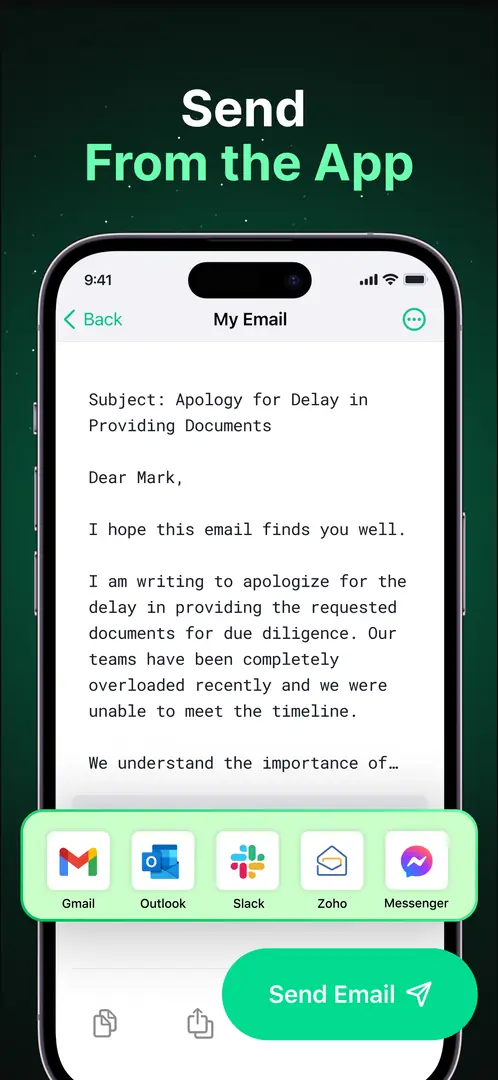 Send
From the App
9:41
Back
My Email
Subject: Apology for Delay in
Providing Documents
Dear Mark,
I hope this email finds you well.
I am writing to apologize for the
delay in providing the requested
documents for due diligence. Our
teams have been completely
overloaded recently and we were
unable to meet the timeline.
We understand the importance of…
Gmail
Outlook
Slack
Zoho
Messenger
Send Email